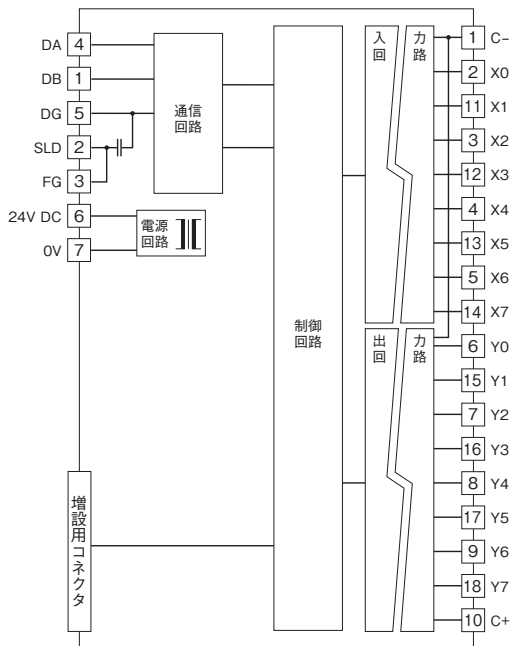 DA 4
DB 1
DG 5
SLD 2
FG 3
24V DC 6
0V 7
通信
回路
電源
回路
増設用コネクタ
制御
回路
入力
回路
出力
回路
1 C−
2 X0
11 X1
3 X2
12 X3
4 X4
13 X5
5 X6
14 X7
6 Y0
15 Y1
7 Y2
16 Y3
8 Y4
17 Y5
9 Y6
18 Y7
10 C+